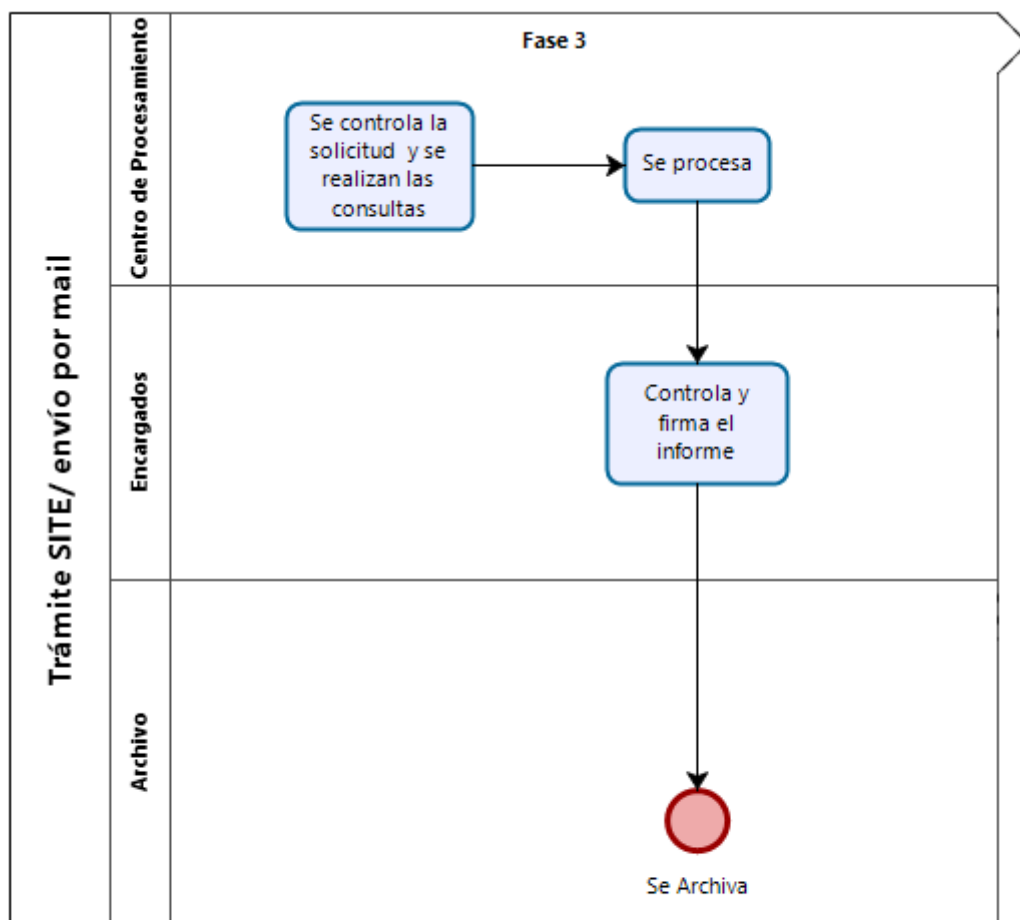 Trámite SITE/ envío por mail
Fase 3
Centro de Procesamiento
Se controla la
solicitud y se
realizan las
consultas
Se procesa
Encargados
Controla y
firma el
informe
Archivo
Se Archiva